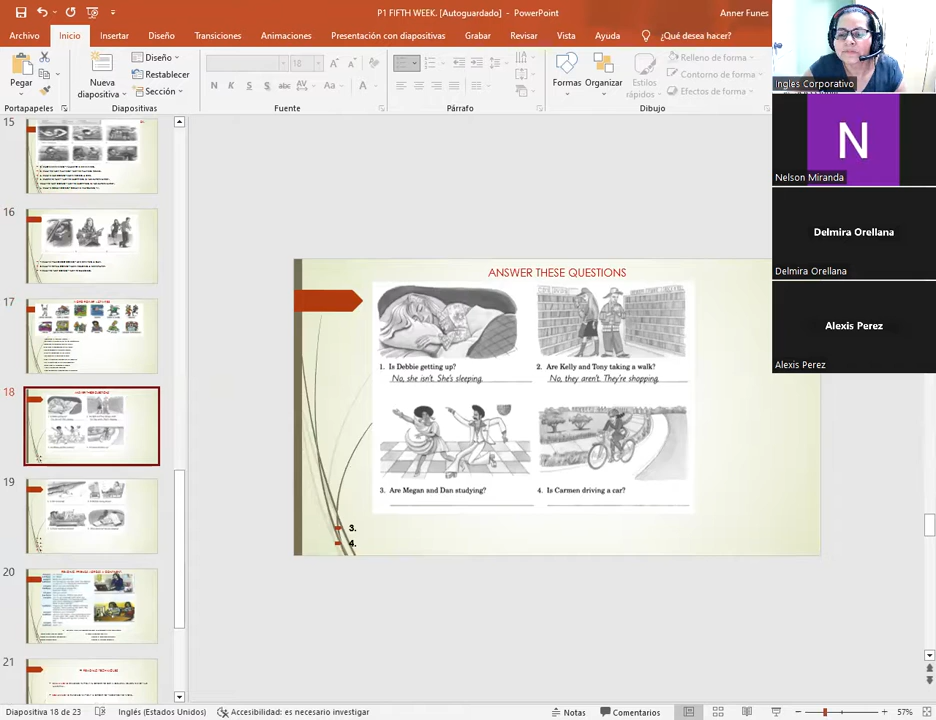 P1 FIFTH WEEK. [Autoguardado] - PowerPoint
Anner Funes
Archivo Inicio Insertar Diseño Transiciones Animaciones Presentación con diapositivas Grabar Revisar Vista Ayuda ¿Qué desea hacer?
Pegar
Nueva diapositiva
Diseño
Restablecer
Sección
18
N K S S
Aa
A
Formas
Organizar
Estilos rápidos
Relleno de forma
Contorno de forma
Efectos de forma
Portapapeles
Diapositivas
Fuente
Párrafo
Dibujo
Inglés Corporativo
N
Nelson Miranda
Delmira Orellana
Delmira Orellana
Alexis Perez
Alexis Perez
15
16
17
18
19
20
21
ANSWER THESE QUESTIONS
1. Is Debbie getting up?
No, she isn't. She's sleeping.
2. Are Kelly and Tony taking a walk?
No, they aren't. They're shopping.
3. Are Megan and Dan studying?
4. Is Carmen driving a car?
3.
4.
Diapositiva 18 de 23
Inglés (Estados Unidos)
Accesibilidad: es necesario investigar
Notas
Comentarios
57%